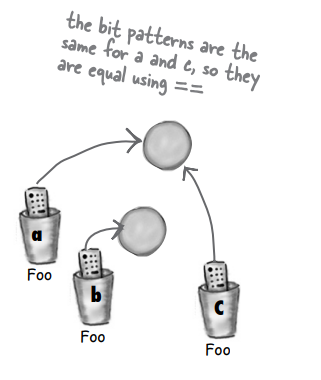 the bit patterns are the
same for a and c, so they
are equal using ==
a
Foo
b
Foo
c
Foo